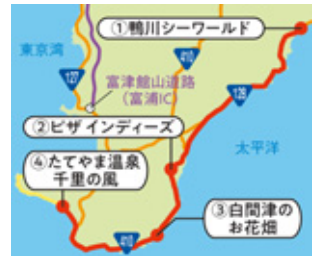 ①鴨川シーワールド
東京湾
410
127
富津館山道路
(富浦IC)
128
②ピザ インディーズ
太平洋
④たてやま温泉
千里の風
③白間津の
お花畑
410